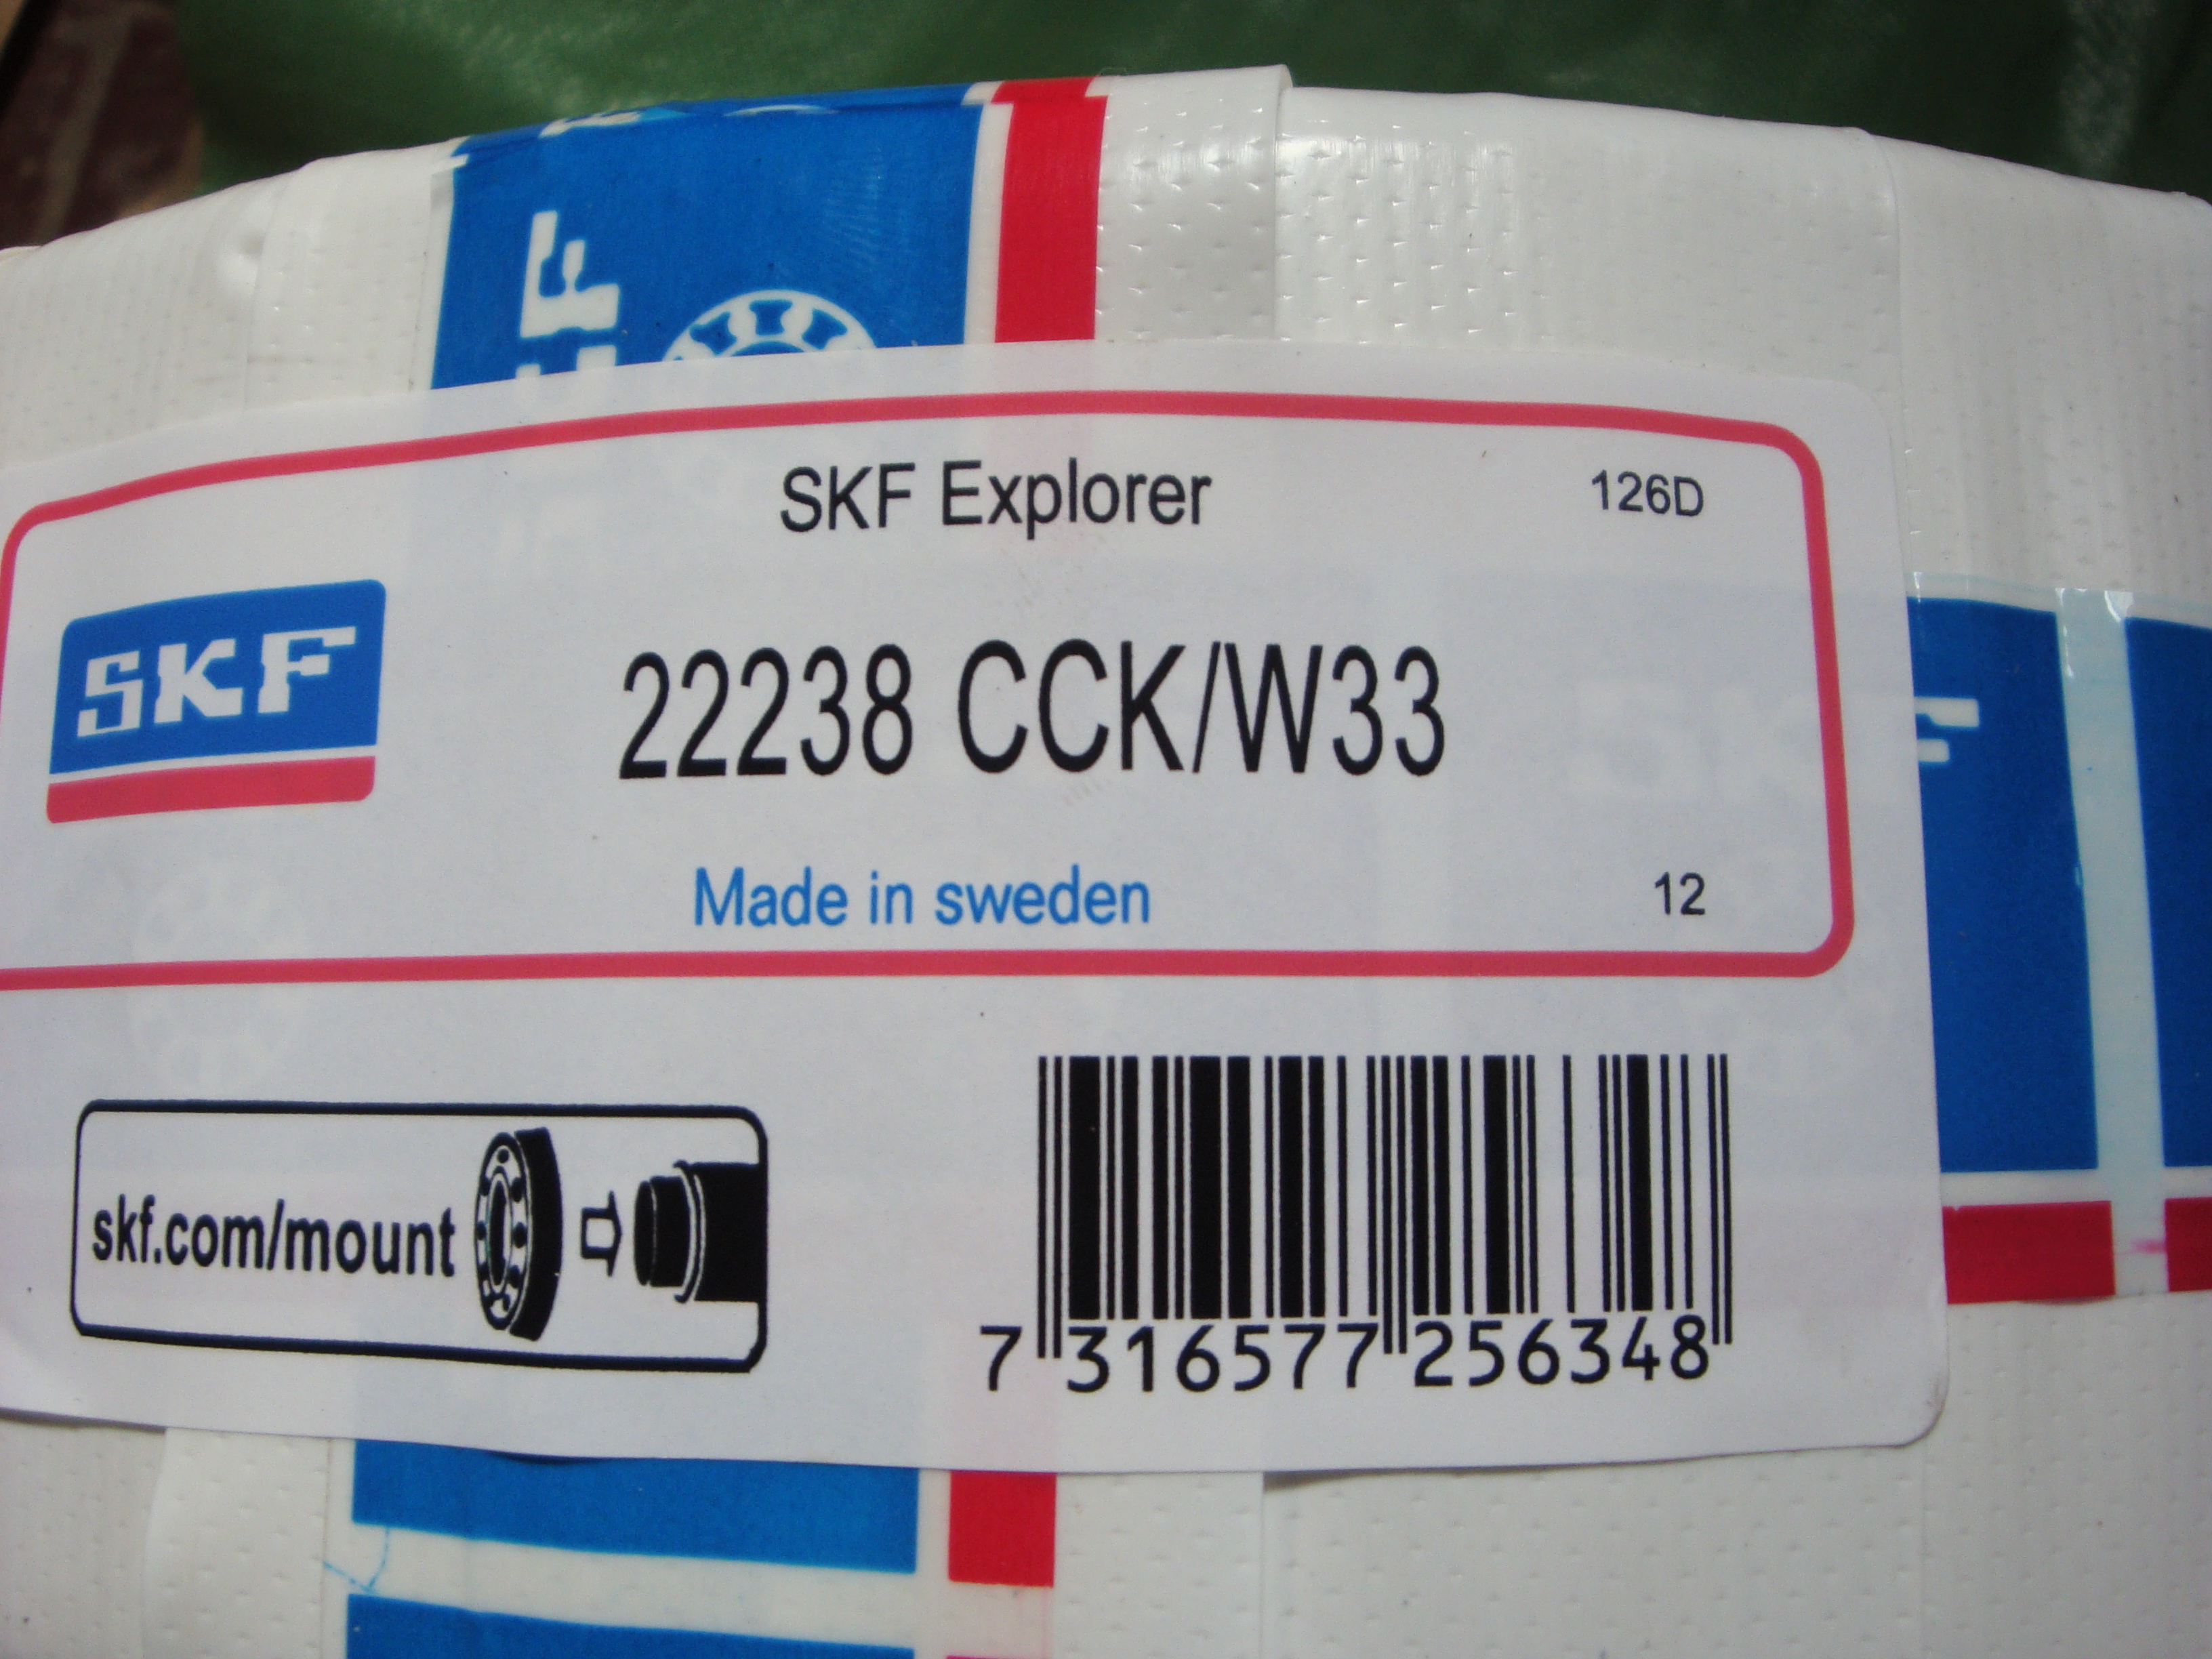 SKF Explorer 126D
SKF
22238 CCK/W33
Made in sweden 12
skf.com/mount
7 316577 256348